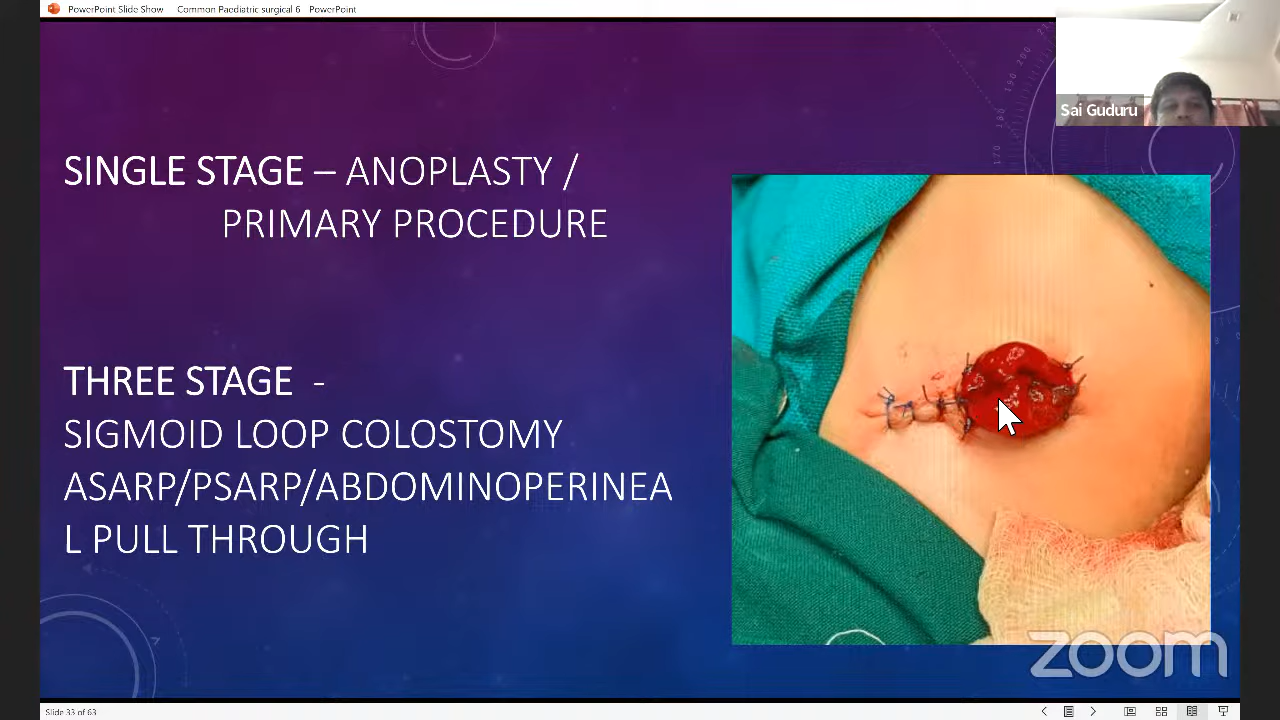 PowerPoint Slide Show   Common Paediatric surgical 6   PowerPoint
Sai Guduru
SINGLE STAGE – ANOPLASTY /
PRIMARY PROCEDURE
THREE STAGE -
SIGMOID LOOP COLOSTOMY
ASARP/PSARP/ABDOMINOPERINEA
L PULL THROUGH
zoom
Slide 33 of 63